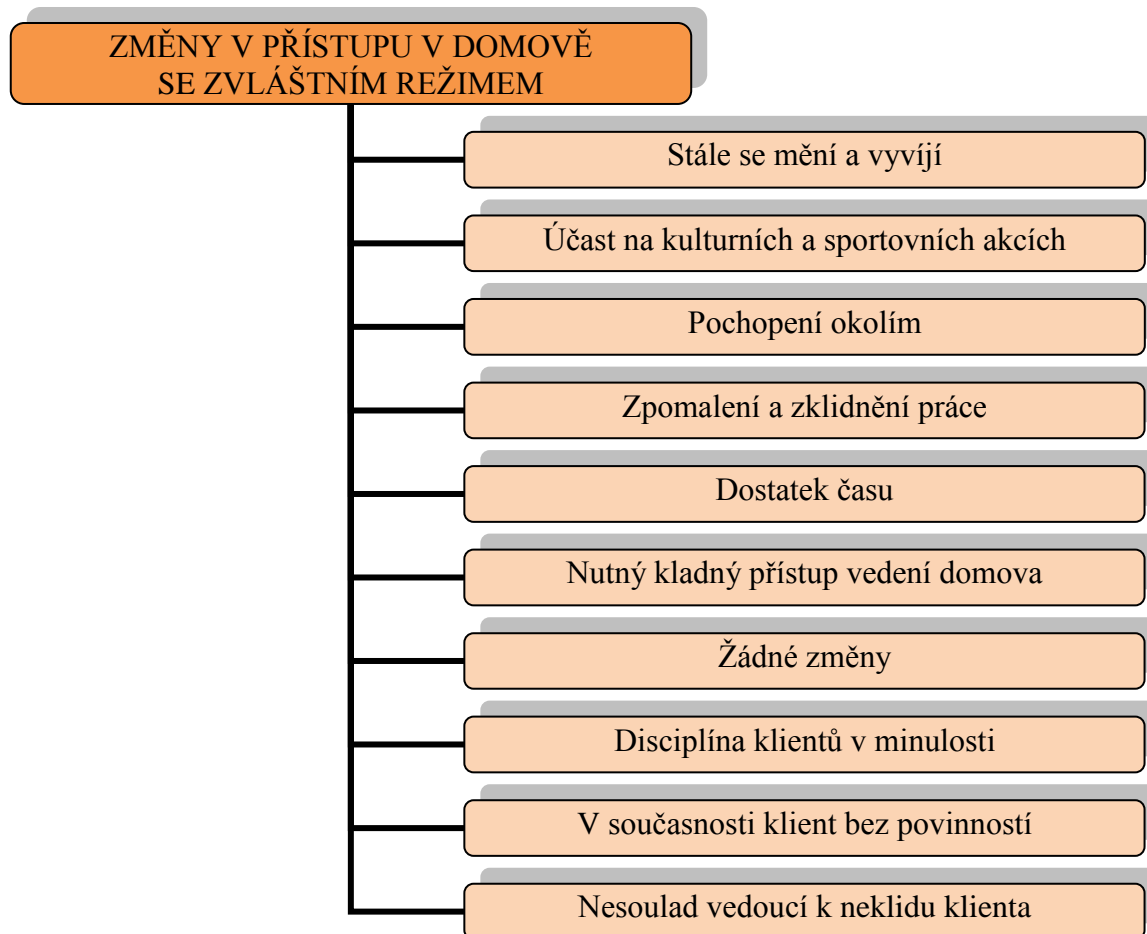 ZMĚNY V PŘÍSTUPU V DOMOVĚ
SE ZVLÁŠTNÍM REŽIMEM
Stále se mění a vyvíjí
Účast na kulturních a sportovních akcích
Pochopení okolím
Zpomalení a zklidnění práce
Dostatek času
Nutný kladný přístup vedení domova
Žádné změny
Disciplína klientů v minulosti
V současnosti klient bez povinností
Nesoulad vedoucí k neklidu klienta